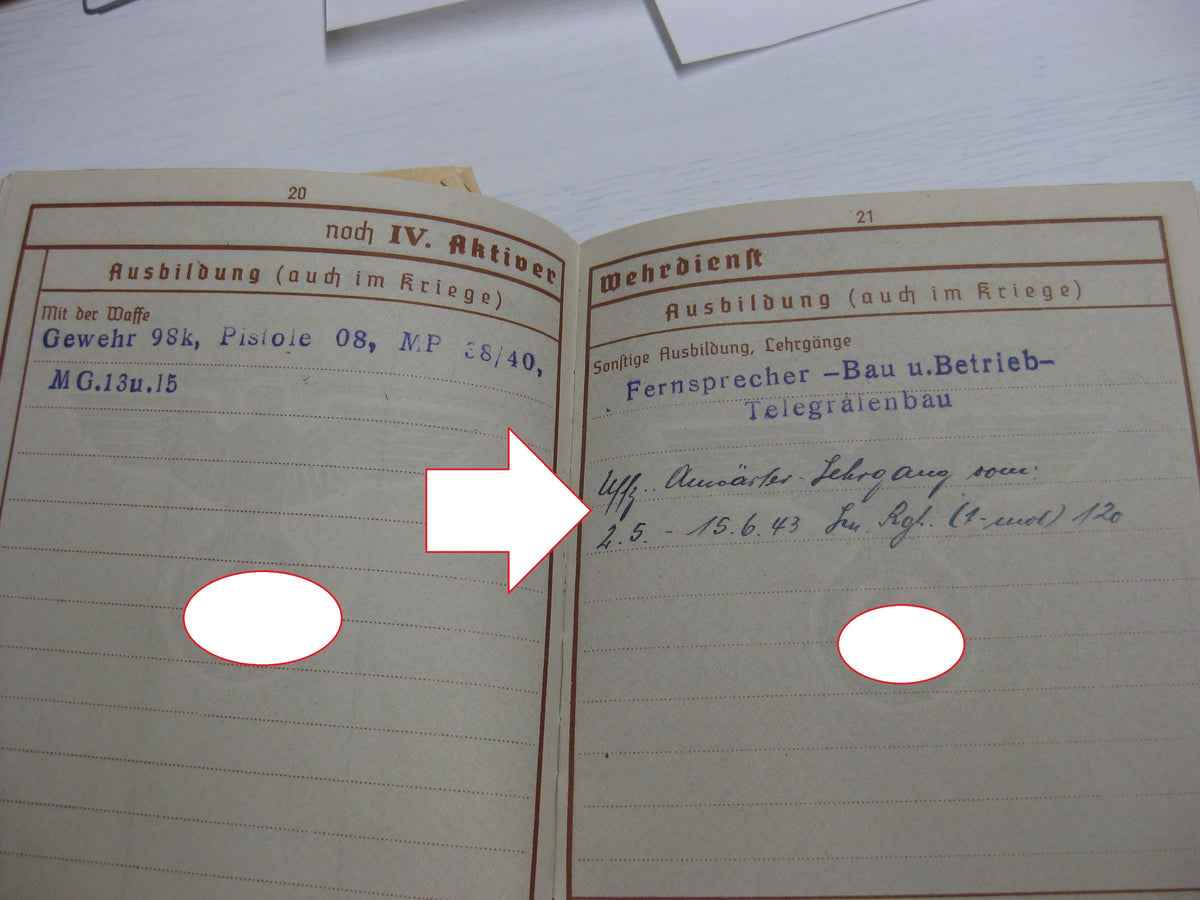 20
noch IV. Aktiver
Ausbildung (auch im Kriege)
Mit der Waffe
Gewehr 98k, Pistole 08, MP 38/40,
MG.13u.15
21
Wehrdienst
Ausbildung (auch im Kriege)
Sonstige Ausbildung, Lehrgänge
Fernsprecher -Bau u.Betrieb-
Telegrafenbau
Uffz. Anwärter-Lehrgang vom:
2.5. - 15.6.43 Rgt. (t-mot) 120